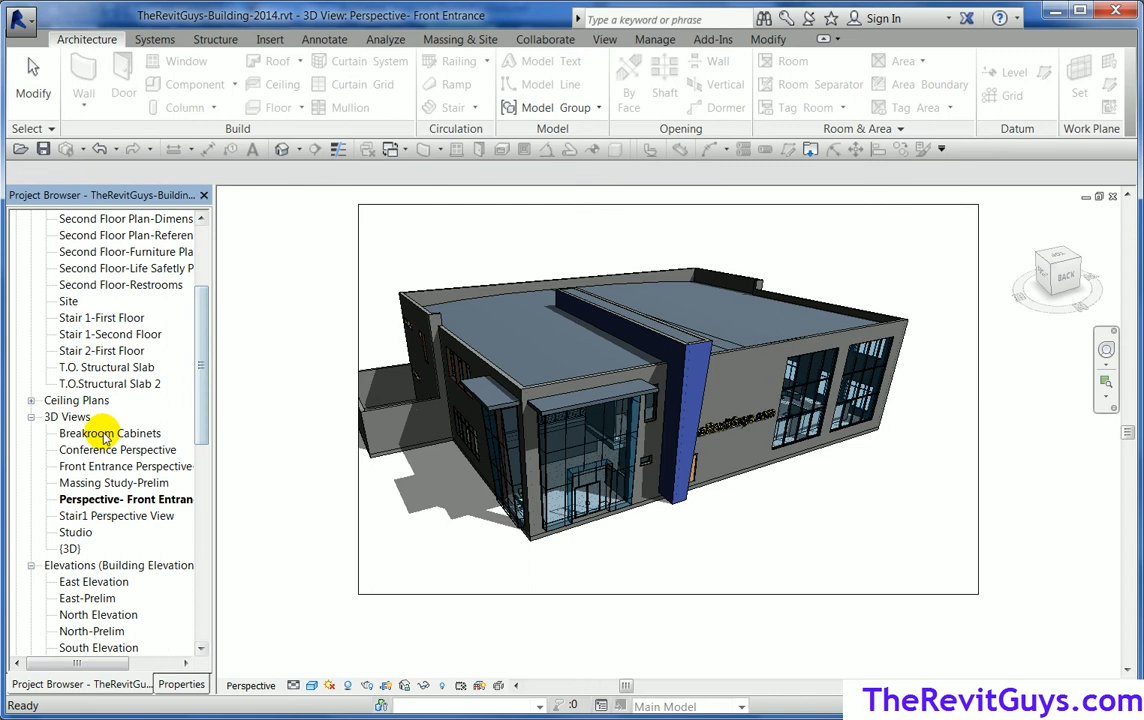 TheRevitGuys-Building-2014.rvt - 3D View: Perspective- Front Entrance
Type a keyword or phrase
Sign In
Architecture Systems Structure Insert Annotate Analyze Massing & Site Collaborate View Manage Add-Ins Modify
Modify Wall Door Window Component Column Roof Ceiling Floor Curtain System Curtain Grid Mullion Railing Ramp Stair Model Text Model Line Model Group By Face Shaft Wall Vertical Dormer Room Room Separator Tag Room Area Area Boundary Tag Area Level Grid Set
Select Build Circulation Model Opening Room & Area Datum Work Plane
Project Browser - TheRevitGuys-Buildin...
Second Floor Plan-Dimens
Second Floor Plan-Referen
Second Floor-Furniture Pla
Second Floor-Life Safetly P
Second Floor-Restrooms
Site
Stair 1-First Floor
Stair 1-Second Floor
Stair 2-First Floor
T.O. Structural Slab
T.O.Structural Slab 2
Ceiling Plans
3D Views
Breakroom Cabinets
Conference Perspective
Front Entrance Perspective
Massing Study-Prelim
Perspective- Front Entran
Stair1 Perspective View
Studio
{3D}
Elevations (Building Elevation
East Elevation
East-Prelim
North Elevation
North-Prelim
South Elevation
BACK
Project Browser - TheRevitGu... Properties
Perspective
Ready
:0
Main Model
TheRevitGuys.com